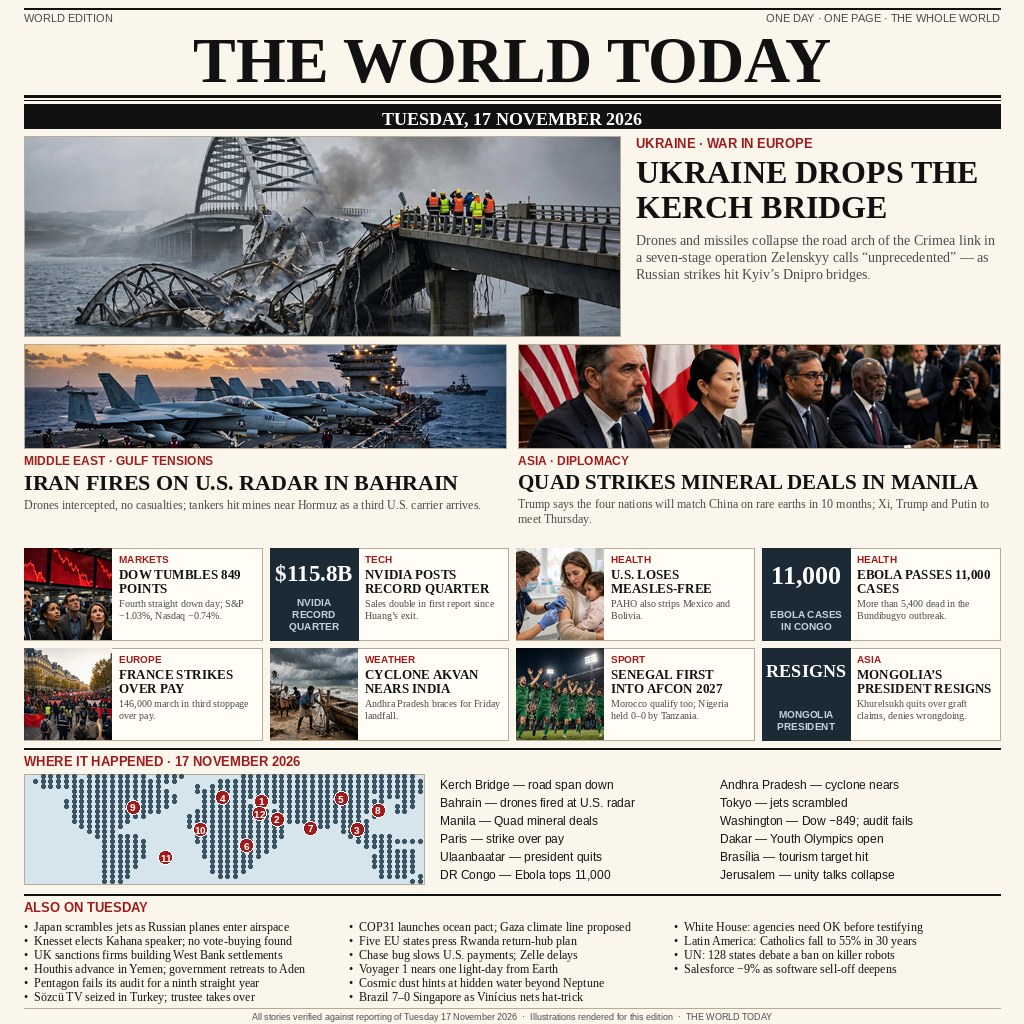 WORLD EDITION
ONE DAY · ONE PAGE · THE WHOLE WORLD
THE WORLD TODAY
TUESDAY, 17 NOVEMBER 2026
UKRAINE · WAR IN EUROPE
UKRAINE DROPS THE
KERCH BRIDGE
Drones and missiles collapse the road arch of the Crimea link in
a seven-stage operation Zelenskyy calls “unprecedented” — as
Russian strikes hit Kyiv’s Dnipro bridges.
MIDDLE EAST · GULF TENSIONS
IRAN FIRES ON U.S. RADAR IN BAHRAIN
Drones intercepted, no casualties; tankers hit mines near Hormuz as a third U.S. carrier arrives.
ASIA · DIPLOMACY
QUAD STRIKES MINERAL DEALS IN MANILA
Trump says the four nations will match China on rare earths in 10 months; Xi, Trump and Putin to
meet Thursday.
MARKETS
DOW TUMBLES 849
POINTS
Fourth straight down day; S&P
−1.03%, Nasdaq −0.74%.
$115.8B
NVIDIA
RECORD
QUARTER
TECH
NVIDIA POSTS
RECORD QUARTER
Sales double in first report since
Huang’s exit.
HEALTH
U.S. LOSES
MEASLES-FREE
PAHO also strips Mexico and
Bolivia.
11,000
EBOLA CASES
IN CONGO
HEALTH
EBOLA PASSES 11,000
CASES
More than 5,400 dead in the
Bundibugyo outbreak.
EUROPE
FRANCE STRIKES
OVER PAY
146,000 march in third stoppage
over pay.
WEATHER
CYCLONE AKVAN
NEARS INDIA
Andhra Pradesh braces for Friday
landfall.
SPORT
SENEGAL FIRST
INTO AFCON 2027
Morocco qualify too; Nigeria
held 0–0 by Tanzania.
RESIGNS
MONGOLIA
PRESIDENT
ASIA
MONGOLIA’S
PRESIDENT RESIGNS
Khurelsukh quits over graft
claims, denies wrongdoing.
WHERE IT HAPPENED · 17 NOVEMBER 2026
1
2
3
4
5
6
7
8
9
10
11
12
Kerch Bridge — road span down
Bahrain — drones fired at U.S. radar
Manila — Quad mineral deals
Paris — strike over pay
Ulaanbaatar — president quits
DR Congo — Ebola tops 11,000
Andhra Pradesh — cyclone nears
Tokyo — jets scrambled
Washington — Dow −849; audit fails
Dakar — Youth Olympics open
Brasília — tourism target hit
Jerusalem — unity talks collapse
ALSO ON TUESDAY
• Japan scrambles jets as Russian planes enter airspace
• Knesset elects Kahana speaker; no vote-buying found
• UK sanctions firms building West Bank settlements
• Houthis advance in Yemen; government retreats to Aden
• Pentagon fails its audit for a ninth straight year
• Sözcü TV seized in Turkey; trustee takes over
• COP31 launches ocean pact; Gaza climate line proposed
• Five EU states press Rwanda return-hub plan
• Chase bug slows U.S. payments; Zelle delays
• Voyager 1 nears one light-day from Earth
• Cosmic dust hints at hidden water beyond Neptune
• Brazil 7–0 Singapore as Vinícius nets hat-trick
• White House: agencies need OK before testifying
• Latin America: Catholics fall to 55% in 30 years
• UN: 128 states debate a ban on killer robots
• Salesforce −9% as software sell-off deepens
All stories verified against reporting of Tuesday 17 November 2026 · Illustrations rendered for this edition · THE WORLD TODAY